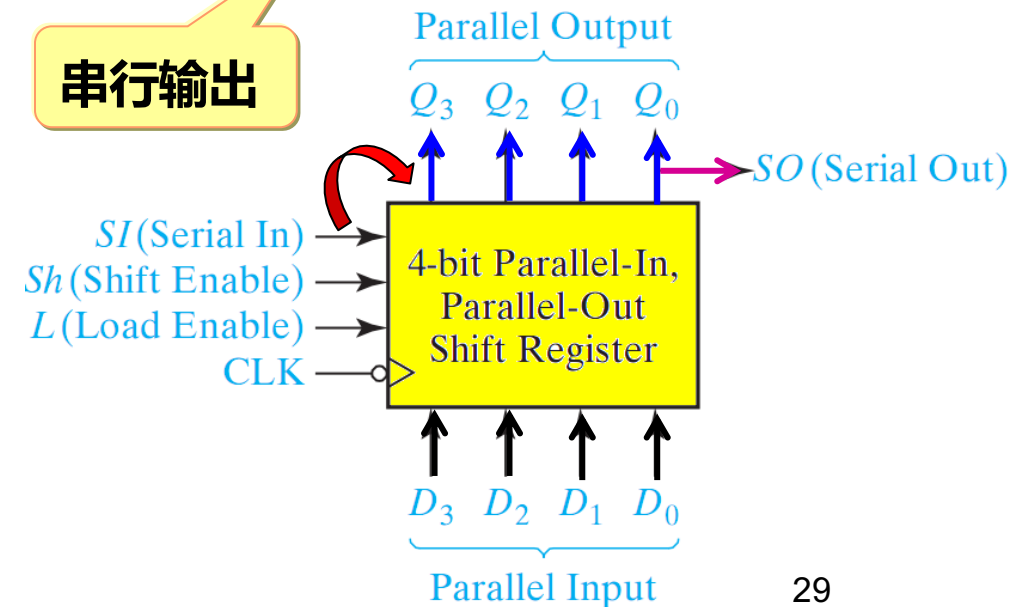 Parallel Output
串行输出
Q3 Q2 Q1 Q0
SO (Serial Out)
SI (Serial In)
Sh (Shift Enable)
L (Load Enable)
CLK
4-bit Parallel-In,
Parallel-Out
Shift Register
D3 D2 D1 D0
Parallel Input
29